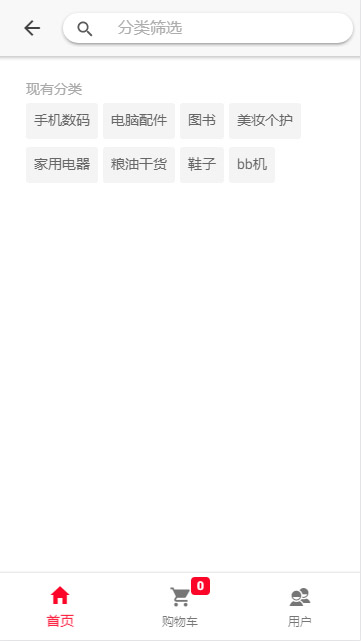 分类筛选
现有分类
手机数码 电脑配件 图书 美妆个护
家用电器 粮油干货 鞋子 bb机
0
首页 购物车 用户